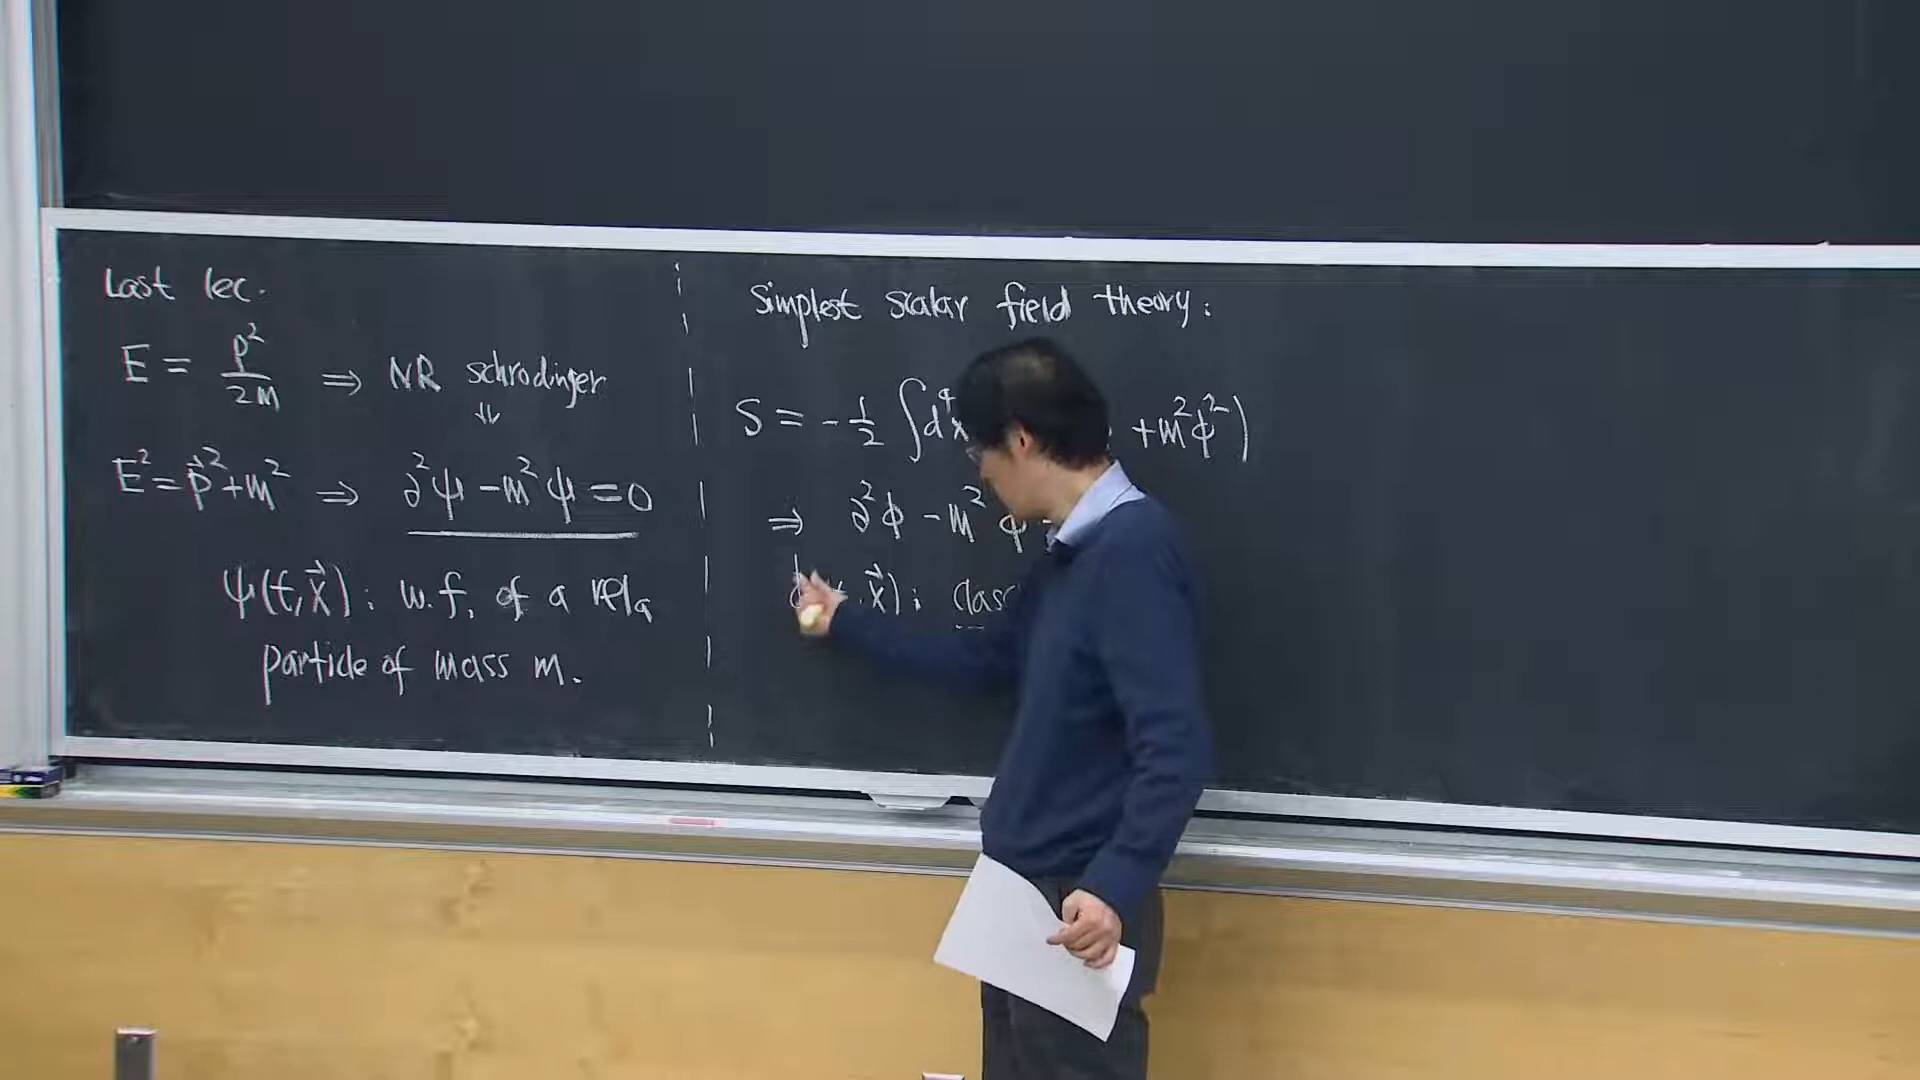 Last lec.
E = p²/2M ⇒ NR schrodinger
⇓
E² = p⃗² + m² ⇒ ∂²ψ - m²ψ = 0
ψ(t, x⃗): w.f. of a rela
particle of mass m.
Simplest scalar field theory:
S = - 1/2 ∫d⁴x + m²φ²)
⇒ ∂²φ - m²φ
x⃗):